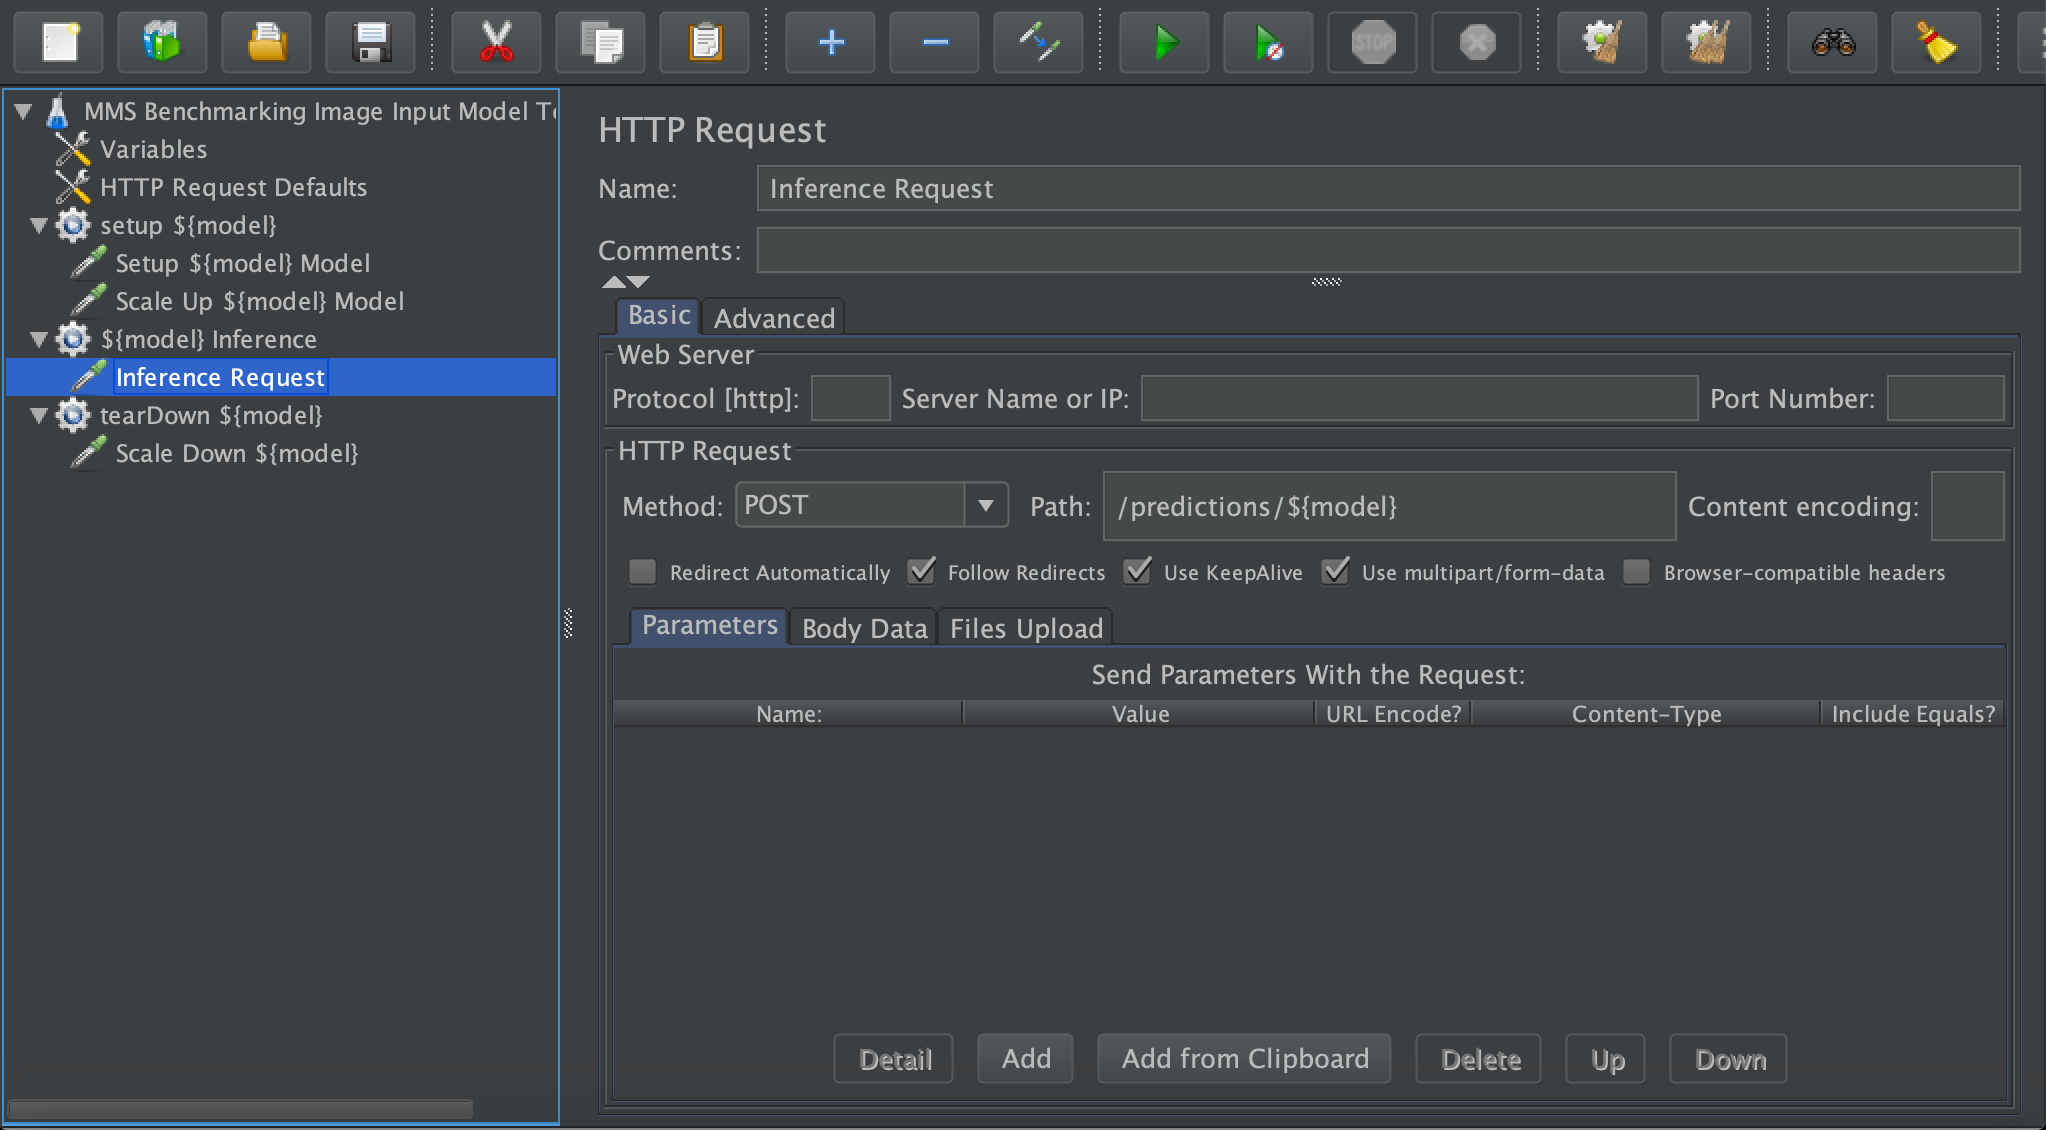 STOP
MMS Benchmarking Image Input Model
Variables
HTTP Request Defaults
setup ${model}
Setup ${model} Model
Scale Up ${model} Model
${model} Inference
Inference Request
tearDown ${model}
Scale Down ${model}
HTTP Request
Name: Inference Request
Comments:
Basic Advanced
Web Server
Protocol [http]: Server Name or IP: Port Number:
HTTP Request
Method: POST Path: /predictions/${model} Content encoding:
Redirect Automatically Follow Redirects Use KeepAlive Use multipart/form-data Browser-compatible headers
Parameters Body Data Files Upload
Send Parameters With the Request:
Name: Value URL Encode? Content-Type Include Equals?
Detail Add Add from Clipboard Delete Up Down